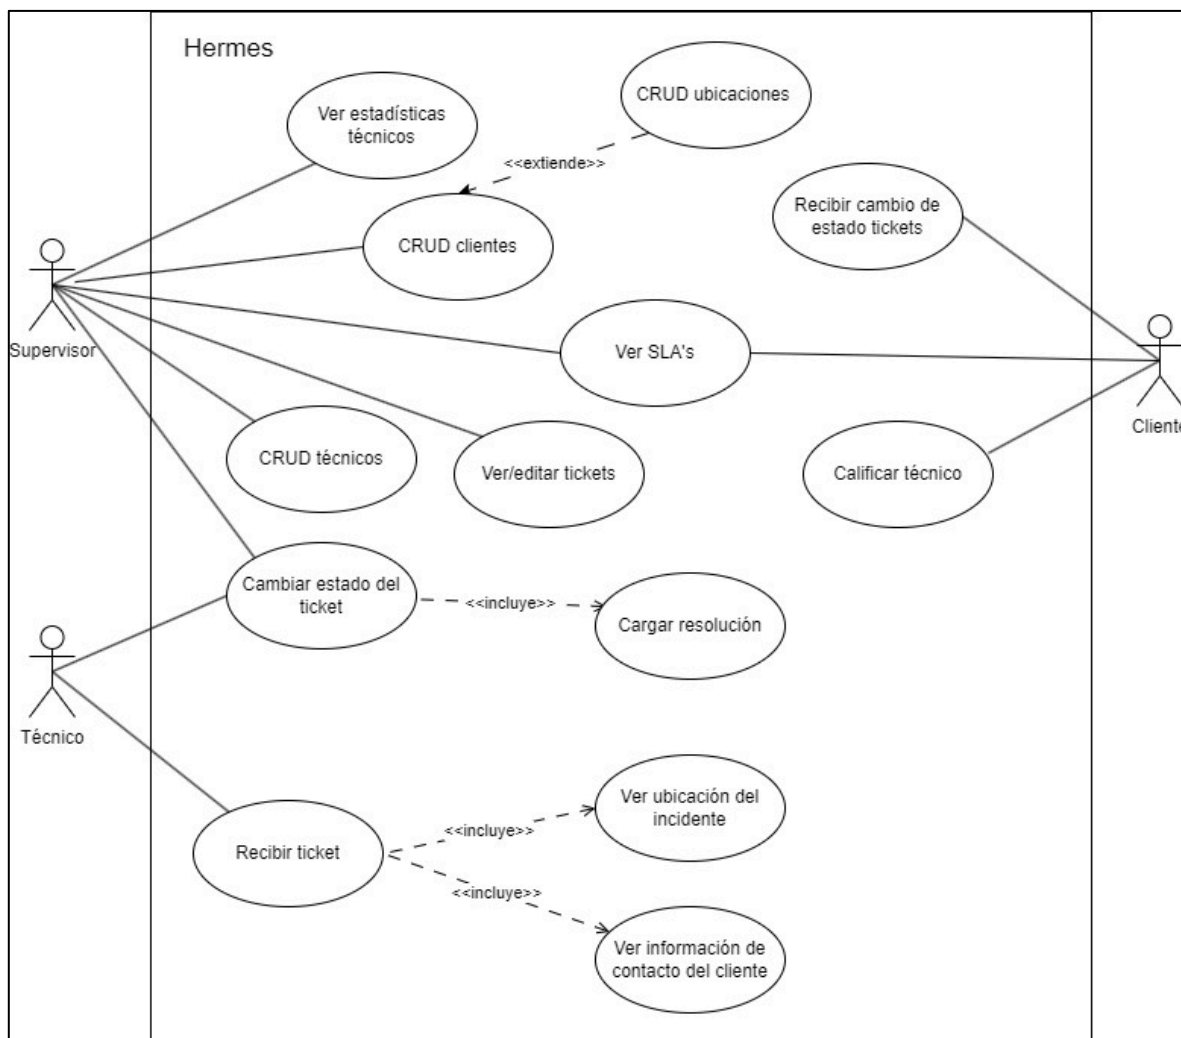 Hermes
Ver estadísticas
técnicos
CRUD ubicaciones
<<extiende>>
CRUD clientes
Recibir cambio de
estado tickets
Supervisor
Ver SLA's
Cliente
CRUD técnicos
Ver/editar tickets
Calificar técnico
Cambiar estado del
ticket
<<incluye>>
Cargar resolución
Técnico
Ver ubicación del
incidente
<<incluye>>
Recibir ticket
<<incluye>>
Ver información de
contacto del cliente